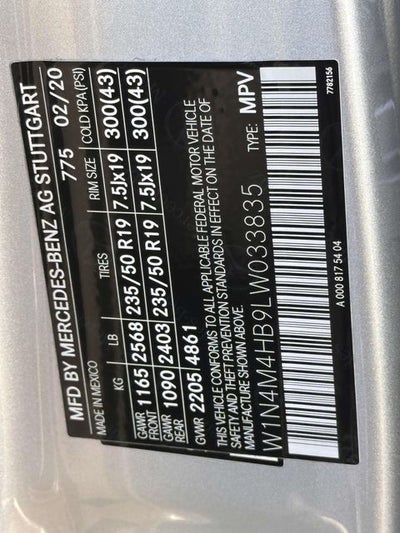 MFD BY MERCEDES-BENZ AG STUTTGART
MADE IN MEXICO 775 02/20
KG LB TIRES RIM SIZE COLD KPA(PSI)
GAWR FRONT 1165 2568 235/50 R19 7.5Jx19 300(43)
GAWR REAR 1090 2403 235/50 R19 7.5Jx19 300(43)
GVWR 2205 4861
THIS VEHICLE CONFORMS TO ALL APPLICABLE FEDERAL MOTOR VEHICLE
SAFETY AND THEFT PREVENTION STANDARDS IN EFFECT ON THE DATE OF
MANUFACTURE SHOWN ABOVE.
W1N4M4HB9LW033835 TYPE: MPV
A 000 817 54 04
7782156